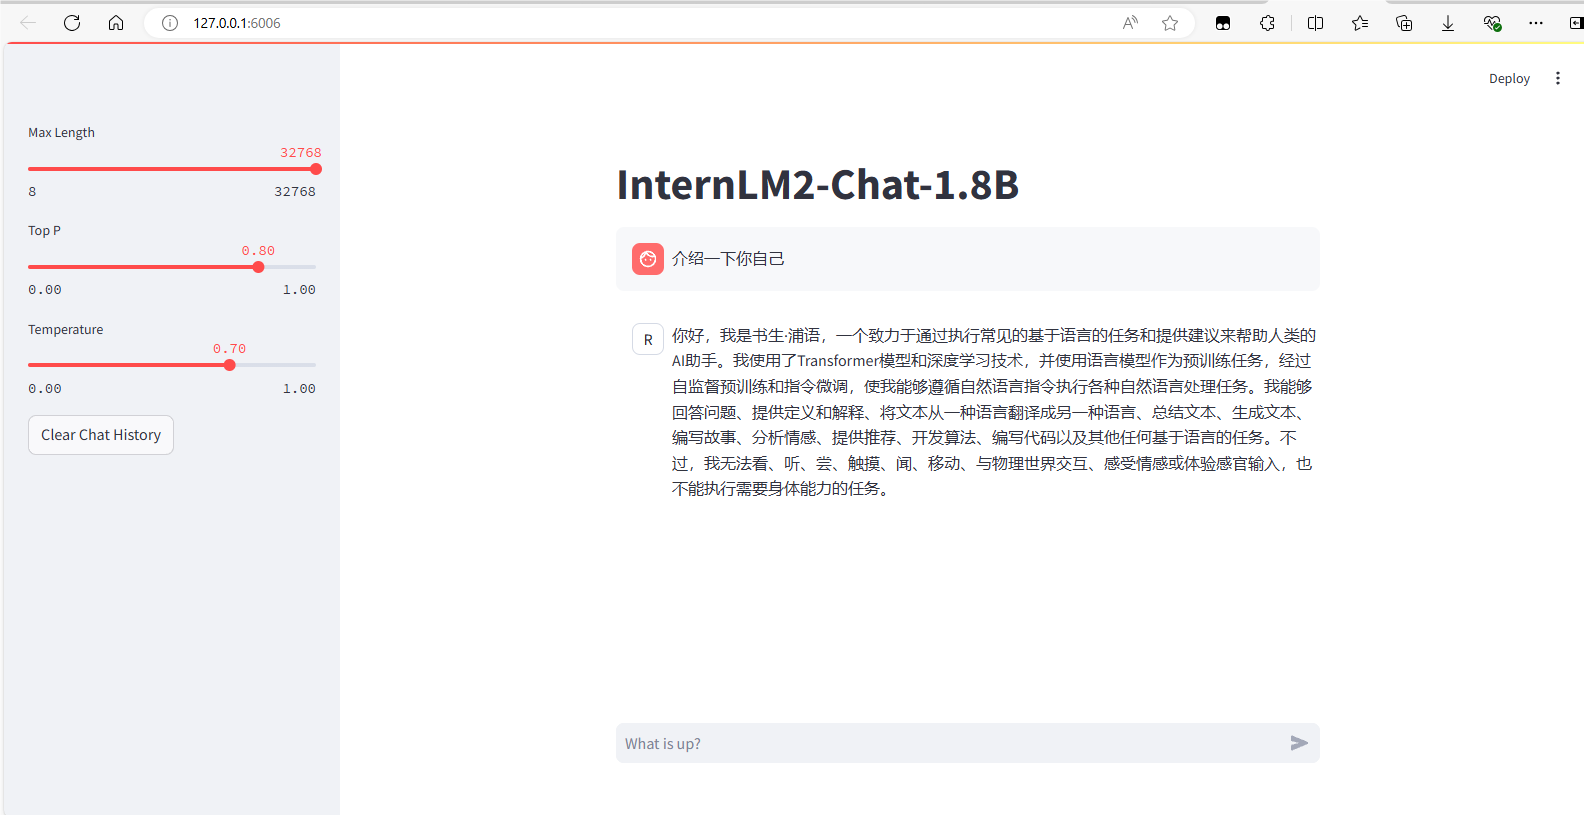 127.0.0.1:6006
Deploy
Max Length
32768
8 32768
Top P
0.80
0.00 1.00
Temperature
0.70
0.00 1.00
Clear Chat History
InternLM2-Chat-1.8B
介绍一下你自己
R
你好，我是书生·浦语，一个致力于通过执行常见的基于语言的任务和提供建议来帮助人类的
AI助手。我使用了Transformer模型和深度学习技术，并使用语言模型作为预训练任务，经过
自监督预训练和指令微调，使我能够遵循自然语言指令执行各种自然语言处理任务。我能够
回答问题、提供定义和解释、将文本从一种语言翻译成另一种语言、总结文本、生成文本、
编写故事、分析情感、提供推荐、开发算法、编写代码以及其他任何基于语言的任务。不
过，我无法看、听、尝、触摸、闻、移动、与物理世界交互、感受情感或体验感官输入，也
不能执行需要身体能力的任务。
What is up?